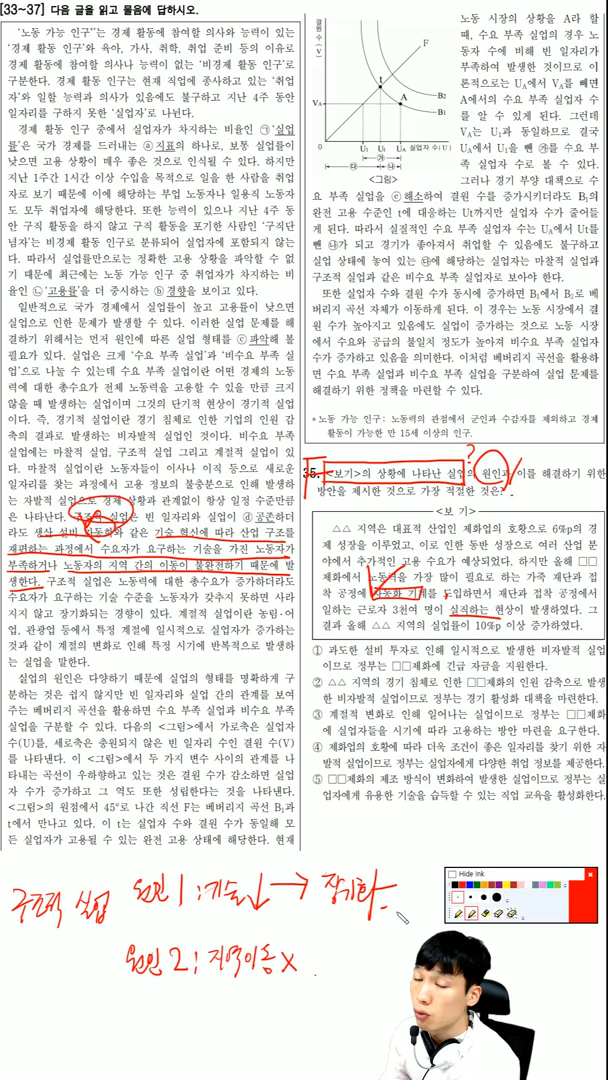 [33~37] 다음 글을 읽고 물음에 답하시오.
'노동 가능 인구*'는 경제 활동에 참여할 의사와 능력이 있는
'경제 활동 인구'와 육아, 가사, 취학, 취업 준비 등의 이유로
경제 활동에 참여할 의사나 능력이 없는 '비경제 활동 인구'로
구분한다. 경제 활동 인구는 현재 직업에 종사하고 있는 '취업
자'와 일할 능력과 의사가 있음에도 불구하고 지난 4주 동안
일자리를 구하지 못한 '실업자'로 나뉜다.
경제 활동 인구 중에서 실업자가 차지하는 비율인 ㉠'실업
률'은 국가 경제를 드러내는 ⓐ지표의 하나로, 보통 실업률이
낮으면 고용 상황이 매우 좋은 것으로 인식될 수 있다. 하지만
지난 1주간 1시간 이상 수입을 목적으로 일을 한 사람을 취업
자로 보기 때문에 이에 해당하는 부업 노동자나 일용직 노동자
도 모두 취업자에 해당한다. 또한 능력이 있으나 지난 4주 동
안 구직 활동을 하지 않고 구직 활동을 포기한 사람인 '구직단
념자'는 비경제 활동 인구로 분류되어 실업자에 포함되지 않는
다. 따라서 실업률만으로는 정확한 고용 상황을 파악할 수 없
기 때문에 최근에는 노동 가능 인구 중 취업자가 차지하는 비
율인 ㉡'고용률'을 더 중시하는 ⓑ경향을 보이고 있다.
일반적으로 국가 경제에서 실업률이 높고 고용률이 낮으면
실업으로 인한 문제가 발생할 수 있다. 이러한 실업 문제를 해
결하기 위해서는 먼저 원인에 따른 실업 형태를 ⓒ파악해 볼
필요가 있다. 실업은 크게 '수요 부족 실업'과 '비수요 부족 실
업'으로 나눌 수 있는데 수요 부족 실업이란 어떤 경제의 노동
력에 대한 총수요가 전체 노동력을 고용할 수 있을 만큼 크지
않을 때 발생하는 실업이며 그것의 단기적 현상이 경기적 실업
이다. 즉, 경기적 실업이란 경기 침체로 인한 기업의 인원 감
축의 결과로 발생하는 비자발적 실업인 것이다. 비수요 부족
실업에는 마찰적 실업, 구조적 실업 그리고 계절적 실업이 있
다. 마찰적 실업이란 노동자들이 이사나 이직 등으로 새로운
일자리를 찾는 과정에서 고용 정보의 불충분으로 인해 발생하
는 자발적 실업으로 경제 상황과 관계없이 항상 일정 수준만큼
은 나타난다. 구조적 실업은 빈 일자리와 실업이 ⓓ공존하더
라도 생산 설비 자동화와 같은 기술 혁신에 따라 산업 구조를
재편하는 과정에서 수요자가 요구하는 기술을 가진 노동자가
부족하거나 노동자의 지역 간의 이동이 불완전하기 때문에 발
생한다. 구조적 실업은 노동력에 대한 총수요가 증가하더라도
수요자가 요구하는 기술 수준을 노동자가 갖추지 못하면 사라
지지 않고 장기화되는 경향이 있다. 계절적 실업이란 농림·어
업, 관광업 등에서 특정 계절에 일시적으로 실업자가 증가하는
것과 같이 계절의 변화로 인해 특정 시기에 반복적으로 발생하
는 실업을 말한다.
실업의 원인은 다양하기 때문에 실업의 형태를 명확하게 구
분하는 것은 쉽지 않지만 빈 일자리와 실업 간의 관계를 보여
주는 베버리지 곡선을 활용하면 수요 부족 실업과 비수요 부족
실업을 구분할 수 있다. 다음의 <그림>에서 가로축은 실업자
수(U)를, 세로축은 충원되지 않은 빈 일자리 수인 결원 수(V)
를 나타낸다. 이 <그림>에서 두 가지 변수 사이의 관계를 나
타내는 곡선이 우하향하고 있는 것은 결원 수가 감소하면 실업
자 수가 증가하고 그 역도 또한 성립한다는 것을 나타낸다.
<그림>의 원점에서 45°로 나간 직선 F는 베버리지 곡선 B₁과
t에서 만나고 있다. 이 t는 실업자 수와 결원 수가 동일해 모
든 실업자가 고용될 수 있는 완전 고용 상태에 해당한다. 현재
결원 수
(V)
F
t
A
V_A
B₂
B₁
U₁ Ut U_A 실업자 수(U)
㉮
㉰ ㉯
<그림>
노동 시장의 상황을 A라 할
때, 수요 부족 실업의 경우 노
동자 수에 비해 빈 일자리가
부족하여 발생한 것이므로 이
론적으로는 U_A에서 V_A를 빼면
A에서의 수요 부족 실업자 수
를 알 수 있게 된다. 그런데
V_A는 U₁과 동일하므로 결국
U_A에서 U₁을 뺀 ㉮를 수요 부
족 실업자 수로 볼 수 있다.
그러나 경기 부양 대책으로 수
요 부족 실업을 ⓔ해소하여 결원 수를 증가시키더라도 B₁의
완전 고용 수준인 t에 대응하는 Ut까지만 실업자 수가 줄어들
게 된다. 따라서 실질적인 수요 부족 실업자 수는 U_A에서 Ut를
뺀 ㉯가 되고 경기가 좋아져서 취업할 수 있음에도 불구하고
실업 상태에 놓여 있는 ㉰에 해당하는 실업자는 마찰적 실업과
구조적 실업과 같은 비수요 부족 실업자로 보아야 한다.
또한 실업자 수와 결원 수가 동시에 증가하면 B₁에서 B₂로 베
버리지 곡선 자체가 이동하게 된다. 이 경우는 노동 시장에서 결
원 수가 높아지고 있음에도 실업이 증가하는 것으로 노동 시장
에서 수요와 공급의 불일치 정도가 높아져 비수요 부족 실업자
수가 증가하고 있음을 의미한다. 이처럼 베버리지 곡선을 활용하
면 수요 부족 실업과 비수요 부족 실업을 구분하여 실업 문제를
해결하기 위한 정책을 마련할 수 있다.
*노동 가능 인구: 노동력의 관점에서 군인과 수감자를 제외하고 경제
활동이 가능한 만 15세 이상의 인구.
35. <보기>의 상황에 나타난 실업의 원인과 이를 해결하기 위한
방안을 제시한 것으로 가장 적절한 것은?
<보 기>
△△ 지역은 대표적 산업인 제화업의 호황으로 6%p의 경
제 성장을 이루었고, 이로 인한 동반 성장으로 여러 산업 분
야에서 추가적인 고용 수요가 예상되었다. 하지만 올해 □□
제화에서 노동력을 가장 많이 필요로 하는 가죽 재단과 접
착 공정에 자동화 기계를 도입하면서 재단과 접착 공정에서
일하는 근로자 3천여 명이 실직하는 현상이 발생하였다. 그
결과 올해 △△ 지역의 실업률이 10%p 이상 증가하였다.
① 과도한 설비 투자로 인해 일시적으로 발생한 비자발적 실업
이므로 정부는 □□제화에 긴급 자금을 지원한다.
② △△ 지역의 경기 침체로 인한 □□제화의 인원 감축으로 발생
한 비자발적 실업이므로 정부는 경기 활성화 대책을 마련한다.
③ 계절적 변화로 인해 일어나는 실업이므로 정부는 □□제화
에 실업자들을 시기에 따라 고용하는 방안 마련을 요구한다.
④ 제화업의 호황에 따라 더욱 조건이 좋은 일자리를 찾기 위한 자
발적 실업이므로 정부는 실업자에게 다양한 취업 정보를 제공한다.
⑤ □□제화의 제조 방식이 변화하여 발생한 실업이므로 정부는 실
업자에게 유용한 기술을 습득할 수 있는 직업 교육을 활성화한다.
?
구조적 실업 원인1:기술↓→장기화
원인2:지역이동×
Hide Ink